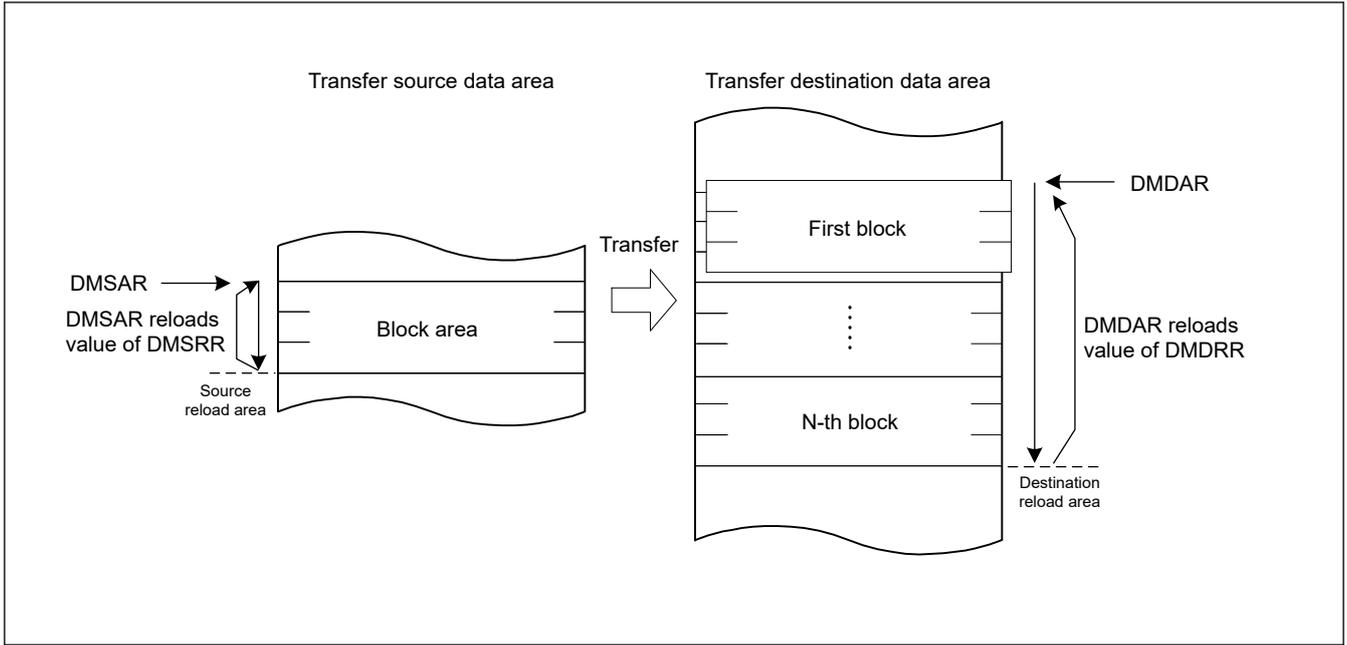 Transfer source data area
Transfer destination data area
DMSAR
DMSAR reloads
value of DMSRR
Source
reload area
Block area
Transfer
First block
N-th block
DMDAR
DMDAR reloads
value of DMDRR
Destination
reload area